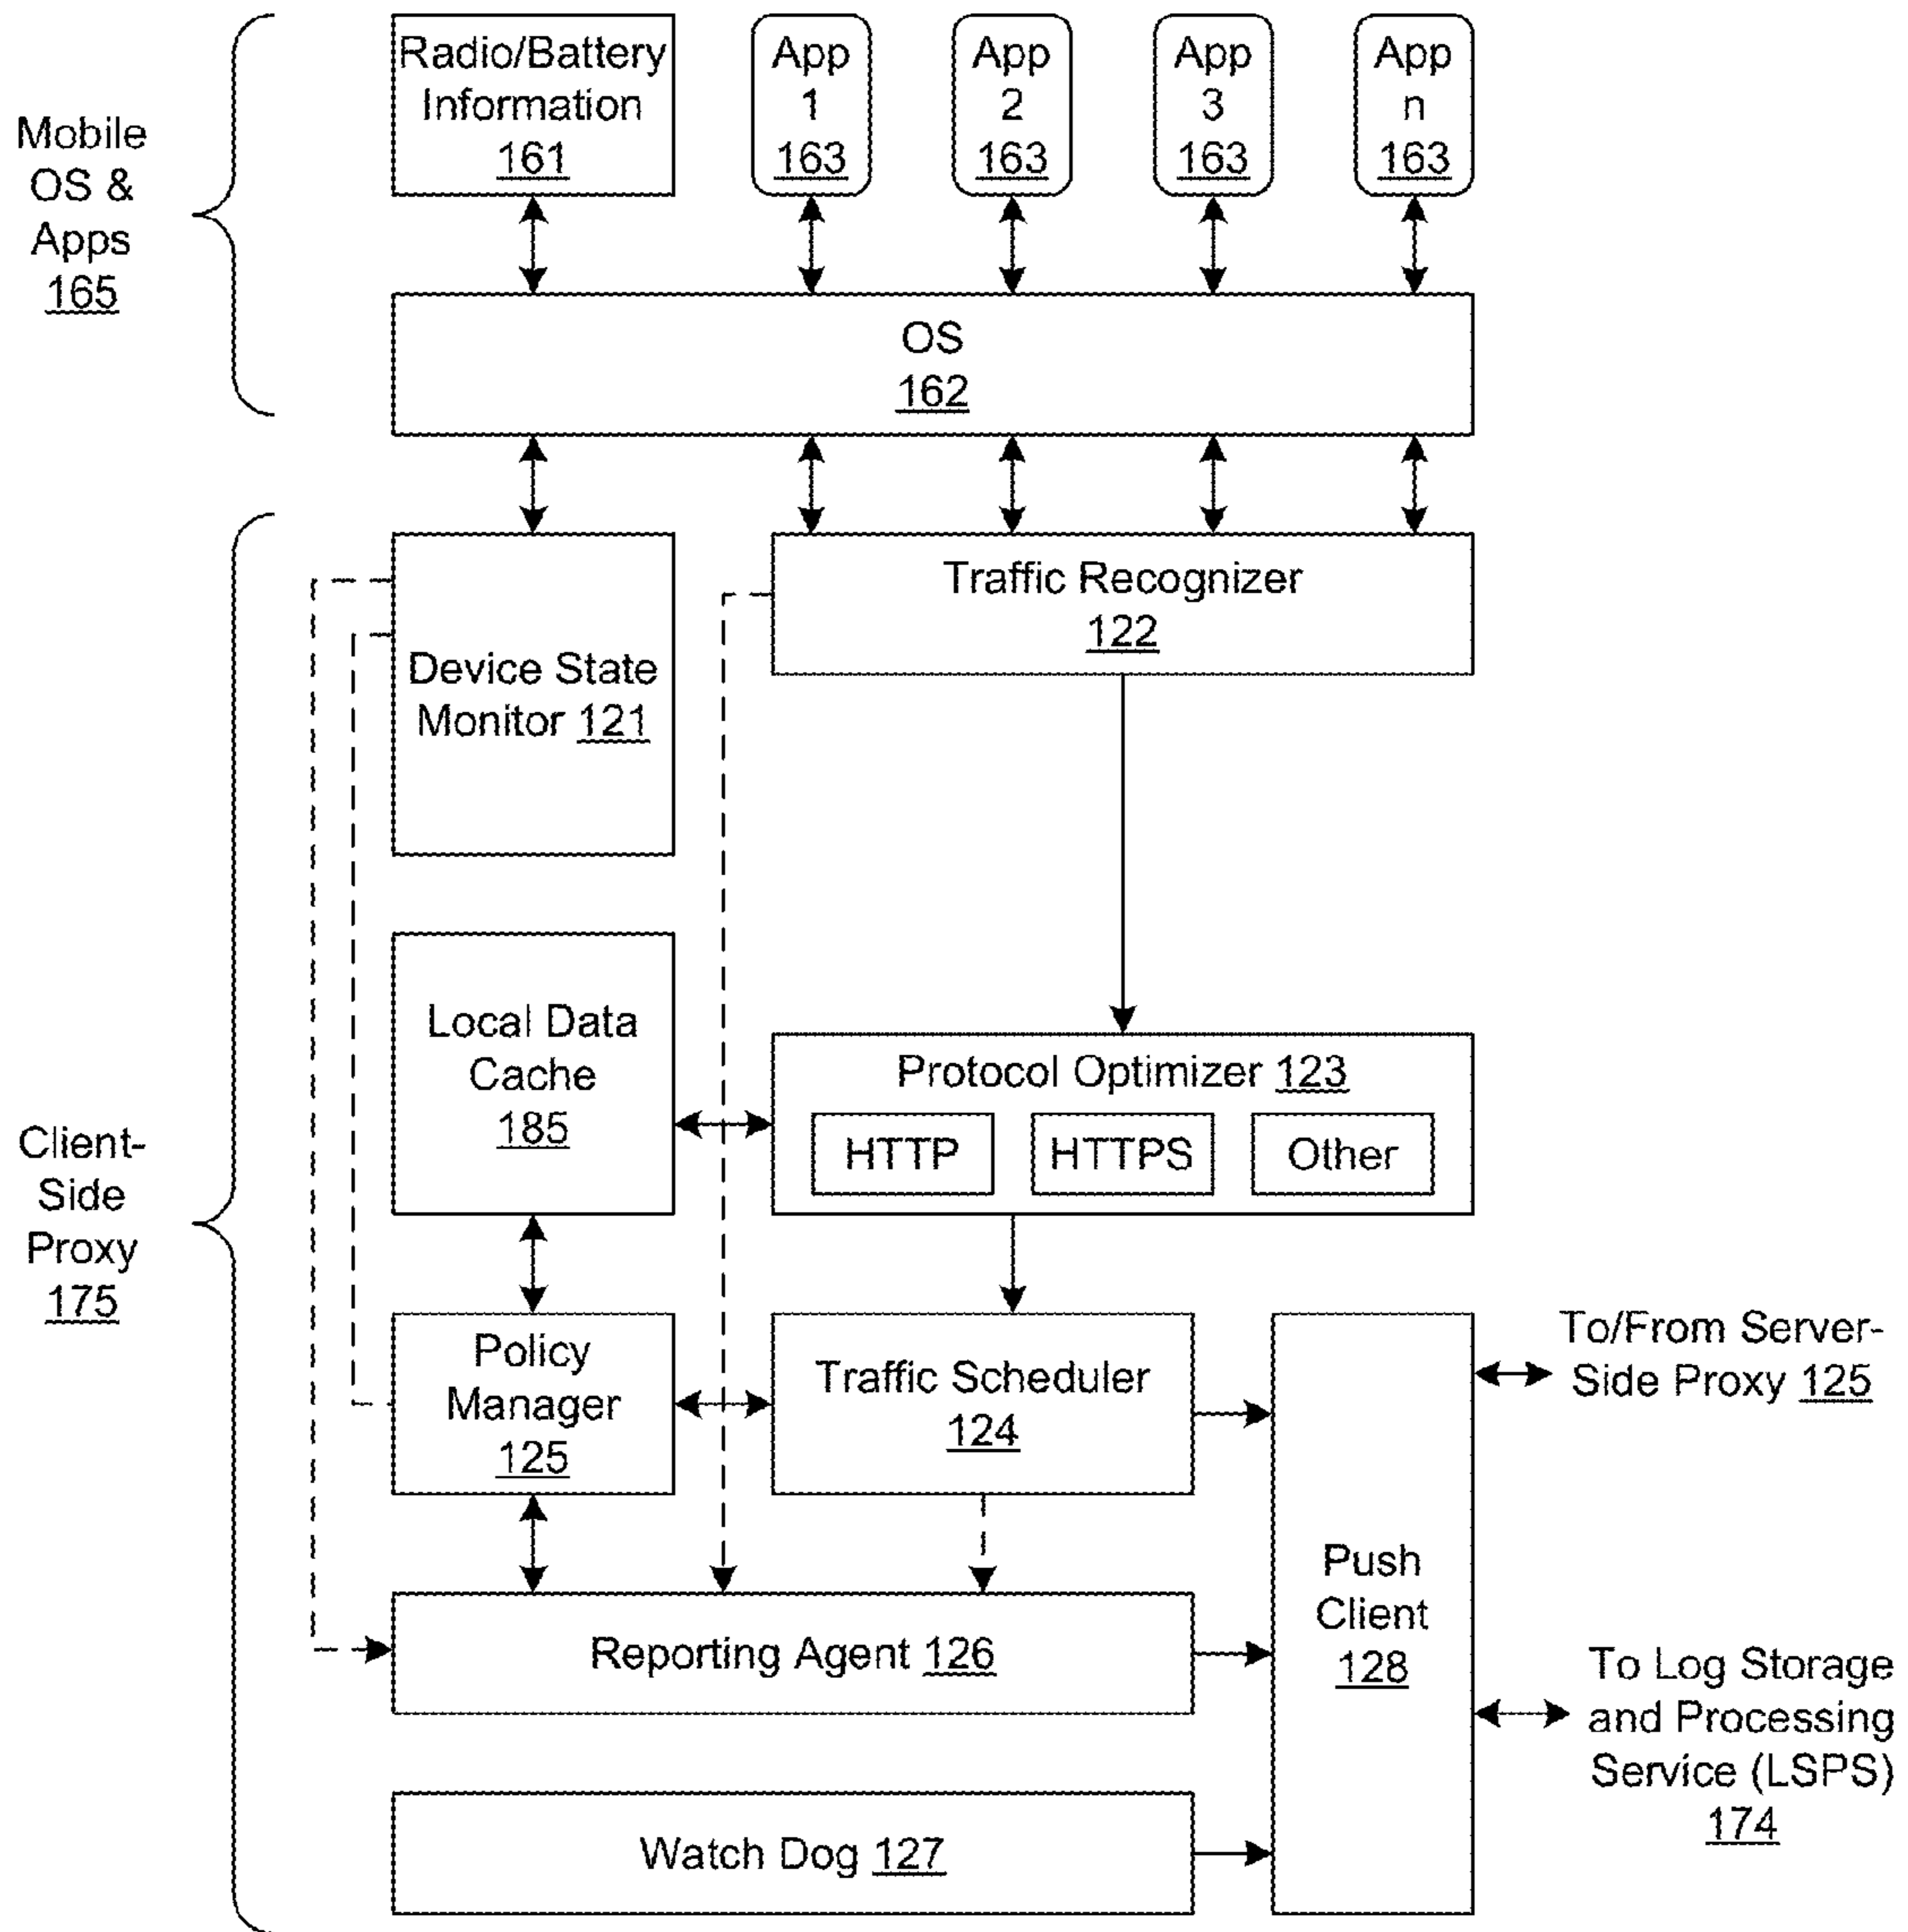 Mobile
OS &
Apps
165
Radio/Battery
Information
161
App
1
163
App
2
163
App
3
163
App
n
163
OS
162
Client-
Side
Proxy
175
Device State
Monitor 121
Traffic Recognizer
122
Local Data
Cache
185
Protocol Optimizer 123
HTTP
HTTPS
Other
Policy
Manager
125
Traffic Scheduler
124
Push
Client
128
To/From Server-
Side Proxy 125
Reporting Agent 126
To Log Storage
and Processing
Service (LSPS)
174
Watch Dog 127